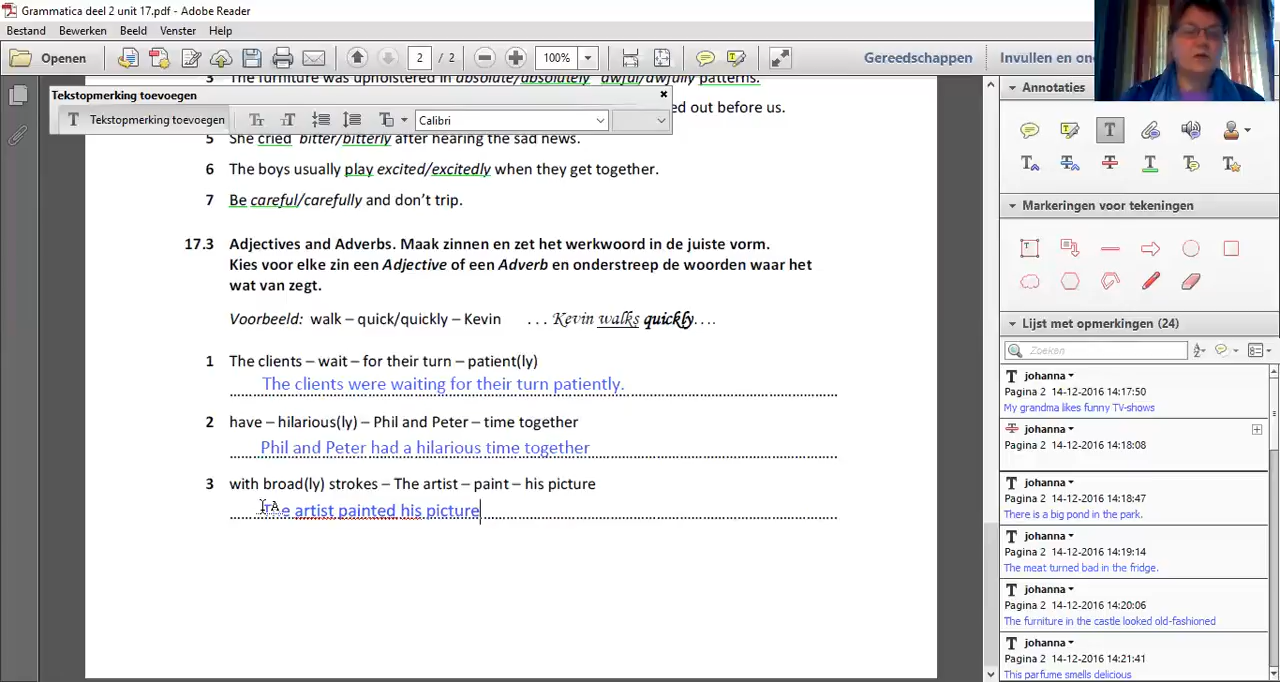 Grammatica deel 2 unit 17.pdf - Adobe Reader
Bestand Bewerken Beeld Venster Help
Openen 2 / 2 100% Gereedschappen Invullen en
Tekstopmerking toevoegen
Tekstopmerking toevoegen Calibri
3 The furniture was upholstered in absolute/absolutely awful/awfully patterns.
ed out before us.
5 She cried bitter/bitterly after hearing the sad news.
6 The boys usually play excited/excitedly when they get together.
7 Be careful/carefully and don’t trip.
17.3 Adjectives and Adverbs. Maak zinnen en zet het werkwoord in de juiste vorm.
Kies voor elke zin een Adjective of een Adverb en onderstreep de woorden waar het
wat van zegt.
Voorbeeld: walk – quick/quickly – Kevin . . . Kevin walks quickly. . . .
1 The clients – wait – for their turn – patient(ly)
The clients were waiting for their turn patiently.
2 have – hilarious(ly) – Phil and Peter – time together
Phil and Peter had a hilarious time together
3 with broad(ly) strokes – The artist – paint – his picture
The artist painted his picture
Annotaties
Markeringen voor tekeningen
Lijst met opmerkingen (24)
Zoeken
johanna
Pagina 2 14-12-2016 14:17:50
My grandma likes funny TV-shows
johanna
Pagina 2 14-12-2016 14:18:08
johanna
Pagina 2 14-12-2016 14:18:47
There is a big pond in the park.
johanna
Pagina 2 14-12-2016 14:19:14
The meat turned bad in the fridge.
johanna
Pagina 2 14-12-2016 14:20:06
The furniture in the castle looked old-fashioned
johanna
Pagina 2 14-12-2016 14:21:41
This parfume smells delicious